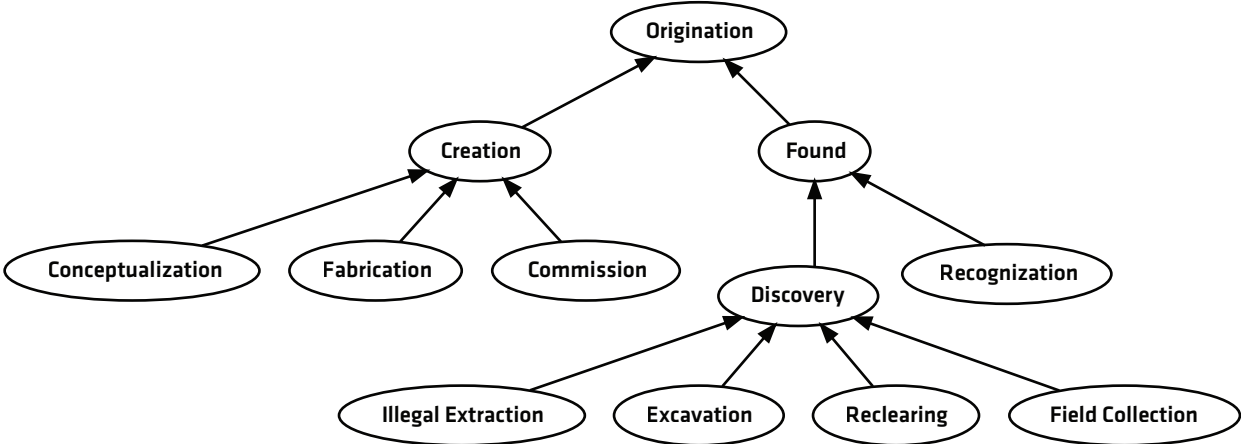 Origination
Creation
Found
Conceptualization
Fabrication
Commission
Recognization
Discovery
Illegal Extraction
Excavation
Reclearing
Field Collection